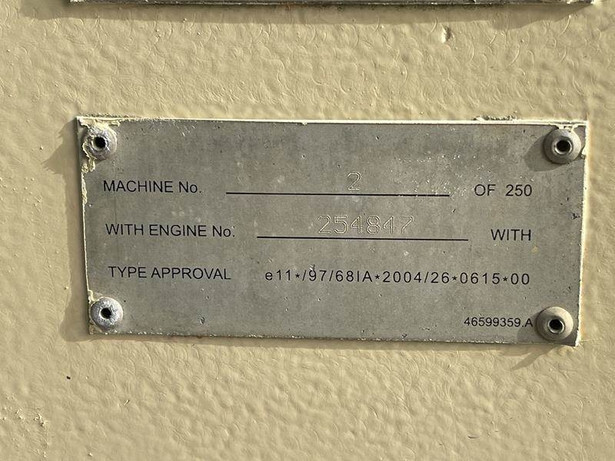 MACHINE No. 2 OF 250
WITH ENGINE No. 254847 WITH
TYPE APPROVAL e11*/97/68IA*2004/26*0615*00
46599359.A